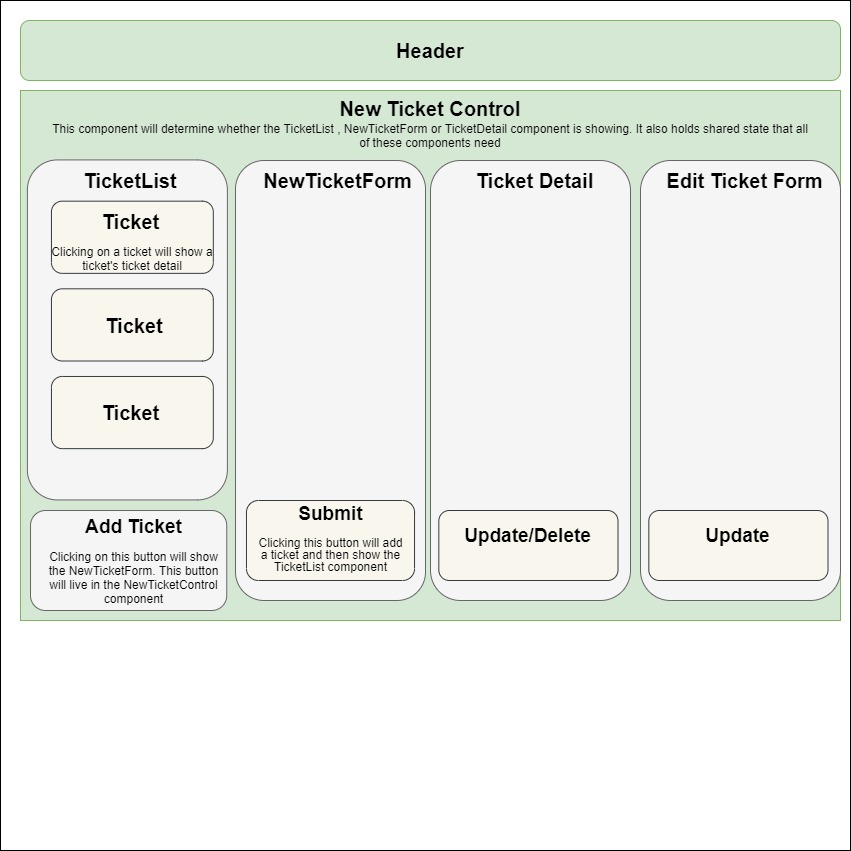 Header
New Ticket Control
This component will determine whether the TicketList , NewTicketForm or TicketDetail component is showing. It also holds shared state that all
of these components need
TicketList
Ticket
Clicking on a ticket will show a
ticket's ticket detail
Ticket
Ticket
Add Ticket
Clicking on this button will show
the NewTicketForm. This button
will live in the NewTicketControl
component
NewTicketForm
Submit
Clicking this button will add
a ticket and then show the
TicketList component
Ticket Detail
Update/Delete
Edit Ticket Form
Update